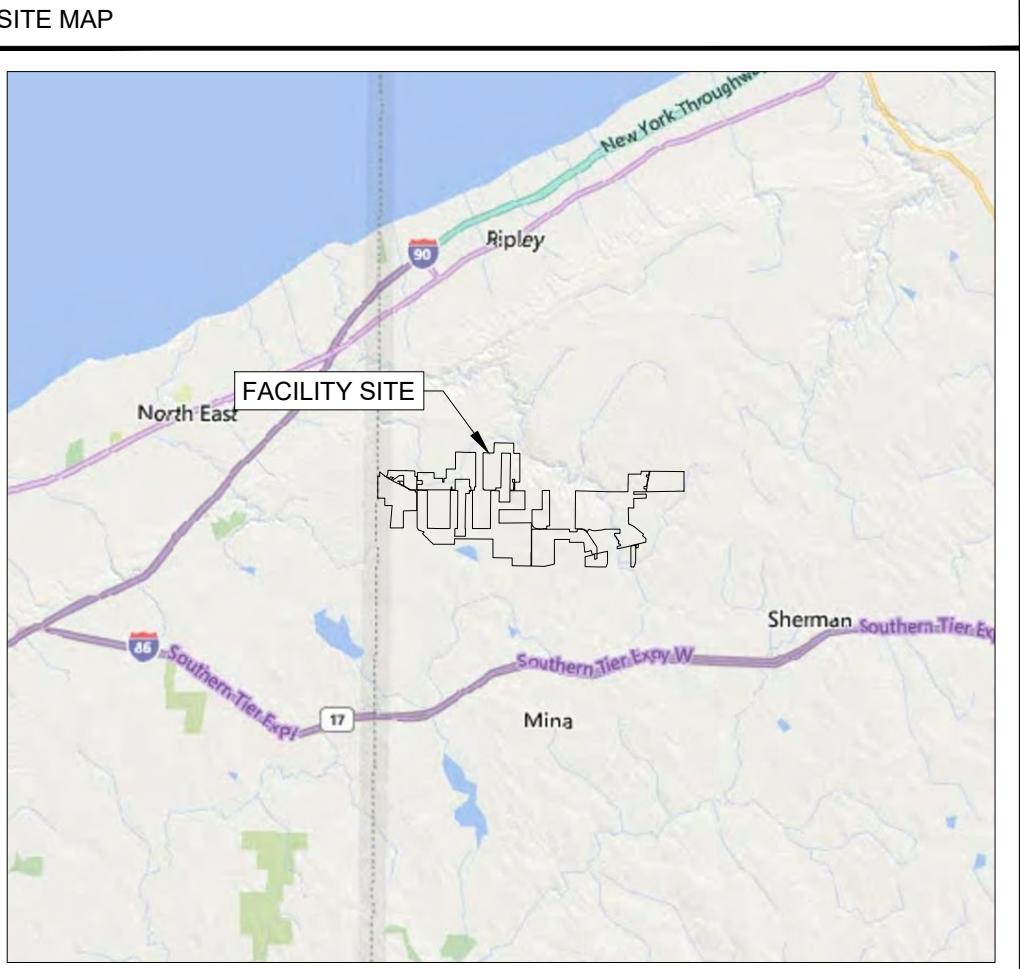 SITE MAP
New York Throughw
Ripley
90
FACILITY SITE
North East
Sherman
Southern Tier Ex
86
Southern Tier Expy W
Southern Tier Expy
17
Mina